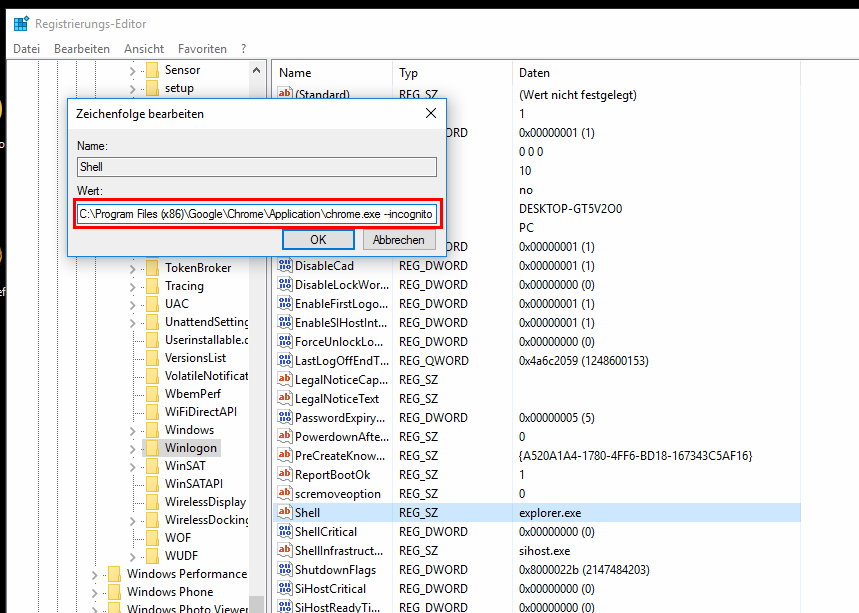 Registrierungs-Editor
Datei Bearbeiten Ansicht Favoriten ?
Sensor
setup
Name Typ Daten
(Standard) REG_SZ (Wert nicht festgelegt)
1
0x00000001 (1)
0 0 0
10
no
DESKTOP-GT5V2O0
PC
0x00000001 (1)
Zeichenfolge bearbeiten
Name:
Shell
Wert:
C:\Program Files (x86)\Google\Chrome\Application\chrome.exe --incognito
OK Abbrechen
TokenBroker
Tracing
UAC
UnattendSetting
Userinstallable.d
VersionsList
VolatileNotificat
WbemPerf
WiFiDirectAPI
Windows
Winlogon
WinSAT
WinSATAPI
WirelessDisplay
WirelessDocking
WOF
WUDF
Windows Performance
Windows Phone
Windows Photo Viewer
DisableCad REG_DWORD 0x00000001 (1)
DisableLockWor... REG_DWORD 0x00000000 (0)
EnableFirstLogo... REG_DWORD 0x00000001 (1)
EnableSIHostInt... REG_DWORD 0x00000001 (1)
ForceUnlockLo... REG_DWORD 0x00000000 (0)
LastLogOffEndT... REG_QWORD 0x4a6c2059 (1248600153)
LegalNoticeCap... REG_SZ
LegalNoticeText REG_SZ
PasswordExpiry... REG_DWORD 0x00000005 (5)
PowerdownAfte... REG_SZ 0
PreCreateKnow... REG_SZ {A520A1A4-1780-4FF6-BD18-167343C5AF16}
ReportBootOk REG_SZ 1
scremoveoption REG_SZ 0
Shell REG_SZ explorer.exe
ShellCritical REG_DWORD 0x00000000 (0)
ShellInfrastruct... REG_SZ sihost.exe
ShutdownFlags REG_DWORD 0x8000022b (2147484203)
SiHostCritical REG_DWORD 0x00000000 (0)
SiHostReadyTi... REG_DWORD 0x00000000 (0)